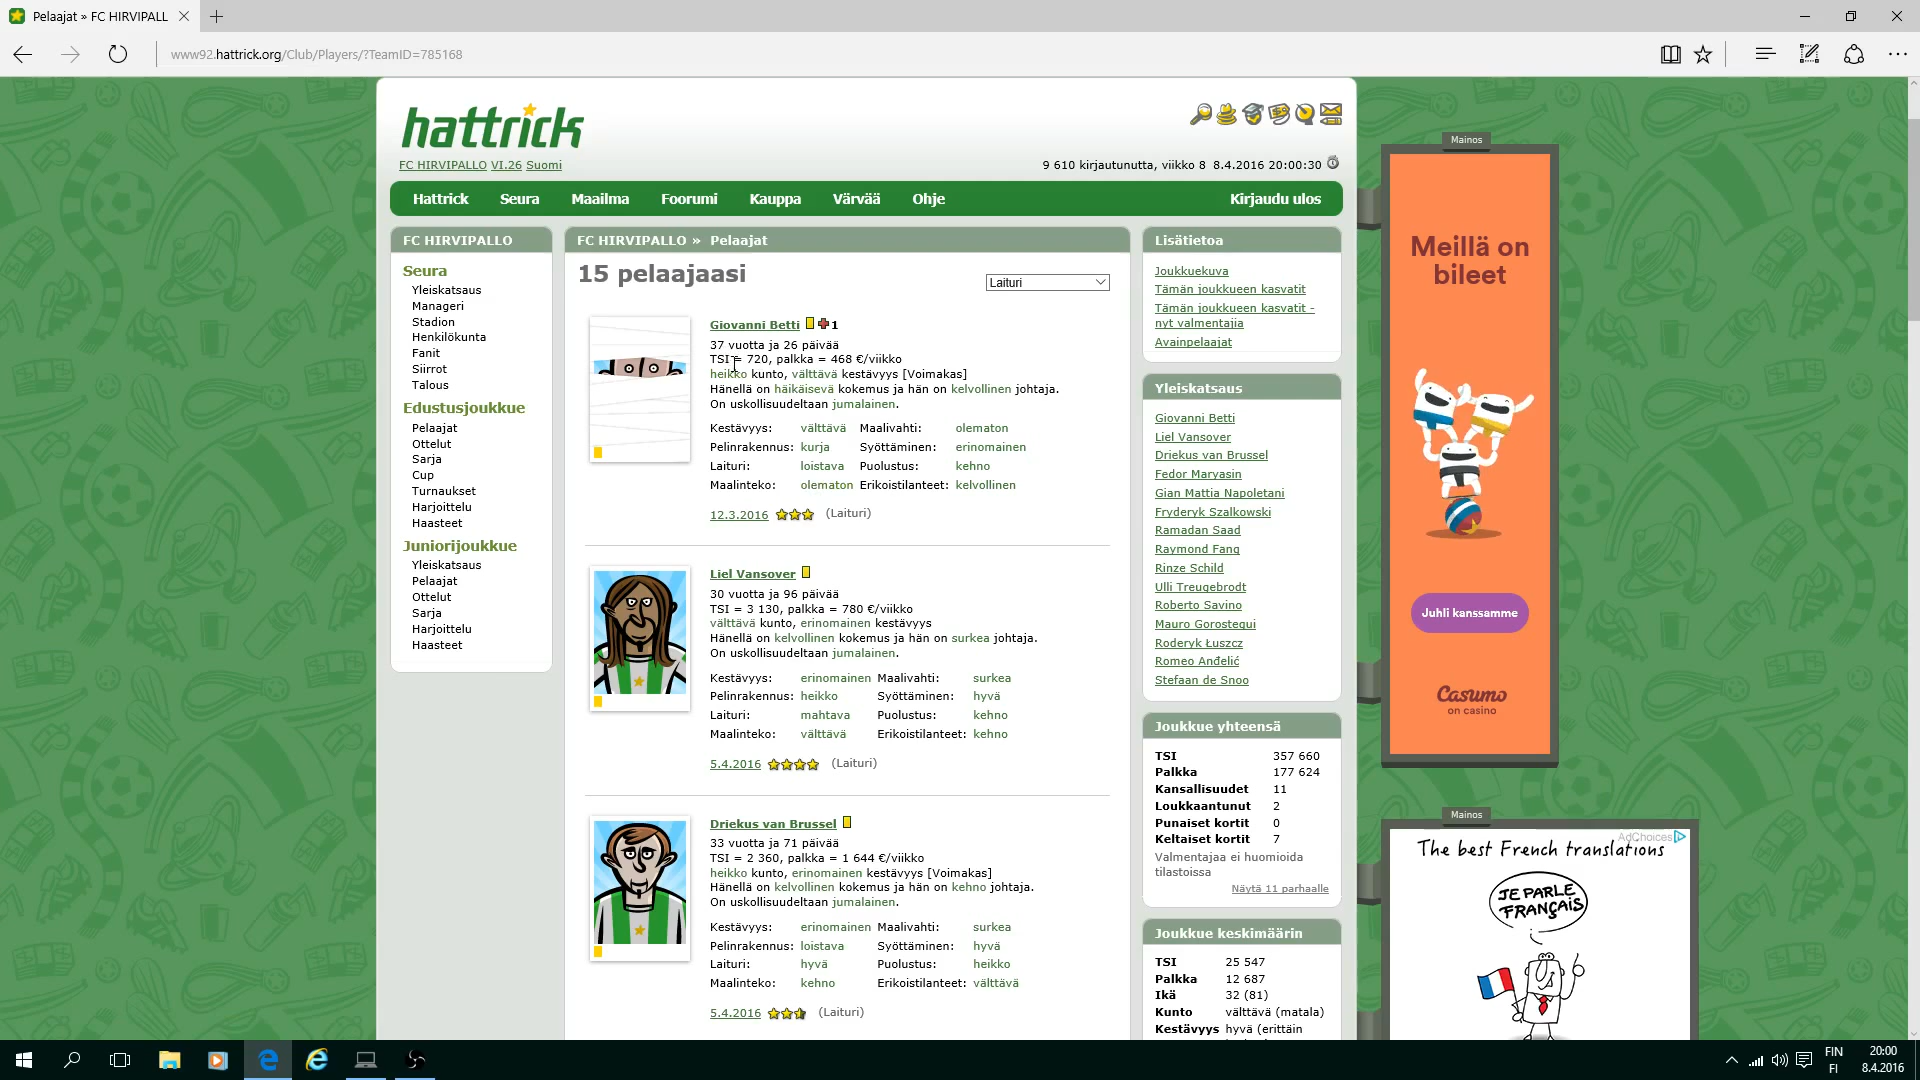 Pelaajat » FC HIRVIPALL
www92.hattrick.org/Club/Players/?TeamID=785168
hattrick
FC HIRVIPALLO VI.26 Suomi
9 610 kirjautunutta, viikko 8 8.4.2016 20:00:30
Hattrick Seura Maailma Foorumi Kauppa Värvää Ohje Kirjaudu ulos
FC HIRVIPALLO
Seura
Yleiskatsaus
Manageri
Stadion
Henkilökunta
Fanit
Siirrot
Talous
Edustusjoukkue
Pelaajat
Ottelut
Sarja
Cup
Turnaukset
Harjoittelu
Haasteet
Juniorijoukkue
Yleiskatsaus
Pelaajat
Ottelut
Sarja
Harjoittelu
Haasteet
FC HIRVIPALLO » Pelaajat
15 pelaajaasi
Laituri
Giovanni Betti 1
37 vuotta ja 26 päivää
TSI = 720, palkka = 468 €/viikko
heikko kunto, välttävä kestävyys [Voimakas]
Hänellä on häikäisevä kokemus ja hän on kelvollinen johtaja.
On uskollisuudeltaan jumalainen.
Kestävyys: välttävä Maalivahti: olematon
Pelinrakennus: kurja Syöttäminen: erinomainen
Laituri: loistava Puolustus: kehno
Maalinteko: olematon Erikoistilanteet: kelvollinen
12.3.2016 (Laituri)
Liel Vansover
30 vuotta ja 96 päivää
TSI = 3 130, palkka = 780 €/viikko
välttävä kunto, erinomainen kestävyys
Hänellä on kelvollinen kokemus ja hän on surkea johtaja.
On uskollisuudeltaan jumalainen.
Kestävyys: erinomainen Maalivahti: surkea
Pelinrakennus: heikko Syöttäminen: hyvä
Laituri: mahtava Puolustus: kehno
Maalinteko: välttävä Erikoistilanteet: kehno
5.4.2016 (Laituri)
Driekus van Brussel
33 vuotta ja 71 päivää
TSI = 2 360, palkka = 1 644 €/viikko
heikko kunto, erinomainen kestävyys [Voimakas]
Hänellä on kelvollinen kokemus ja hän on kehno johtaja.
On uskollisuudeltaan jumalainen.
Kestävyys: erinomainen Maalivahti: surkea
Pelinrakennus: loistava Syöttäminen: hyvä
Laituri: hyvä Puolustus: heikko
Maalinteko: kehno Erikoistilanteet: välttävä
5.4.2016 (Laituri)
Lisätietoa
Joukkuekuva
Tämän joukkueen kasvatit
Tämän joukkueen kasvatit -
nyt valmentajia
Avainpelaajat
Yleiskatsaus
Giovanni Betti
Liel Vansover
Driekus van Brussel
Fedor Marvasin
Gian Mattia Napoletani
Fryderyk Szalkowski
Ramadan Saad
Raymond Fang
Rinze Schild
Ulli Treugebrodt
Roberto Savino
Mauro Gorostegui
Roderyk Łuszcz
Romeo Anđelić
Stefaan de Snoo
Joukkue yhteensä
TSI 357 660
Palkka 177 624
Kansallisuudet 11
Loukkaantunut 2
Punaiset kortit 0
Keltaiset kortit 7
Valmentajaa ei huomioida
tilastoissa
Näytä 11 parhaalle
Joukkue keskimäärin
TSI 25 547
Palkka 12 687
Ikä 32 (81)
Kunto välttävä (matala)
Kestävyys hyvä (erittäin
Mainos
Meillä on
bileet
Juhli kanssamme
Casumo
on casino
Mainos
AdChoices
The best French translations
JE PARLE
FRANÇAIS
FIN
FI
20:00
8.4.2016